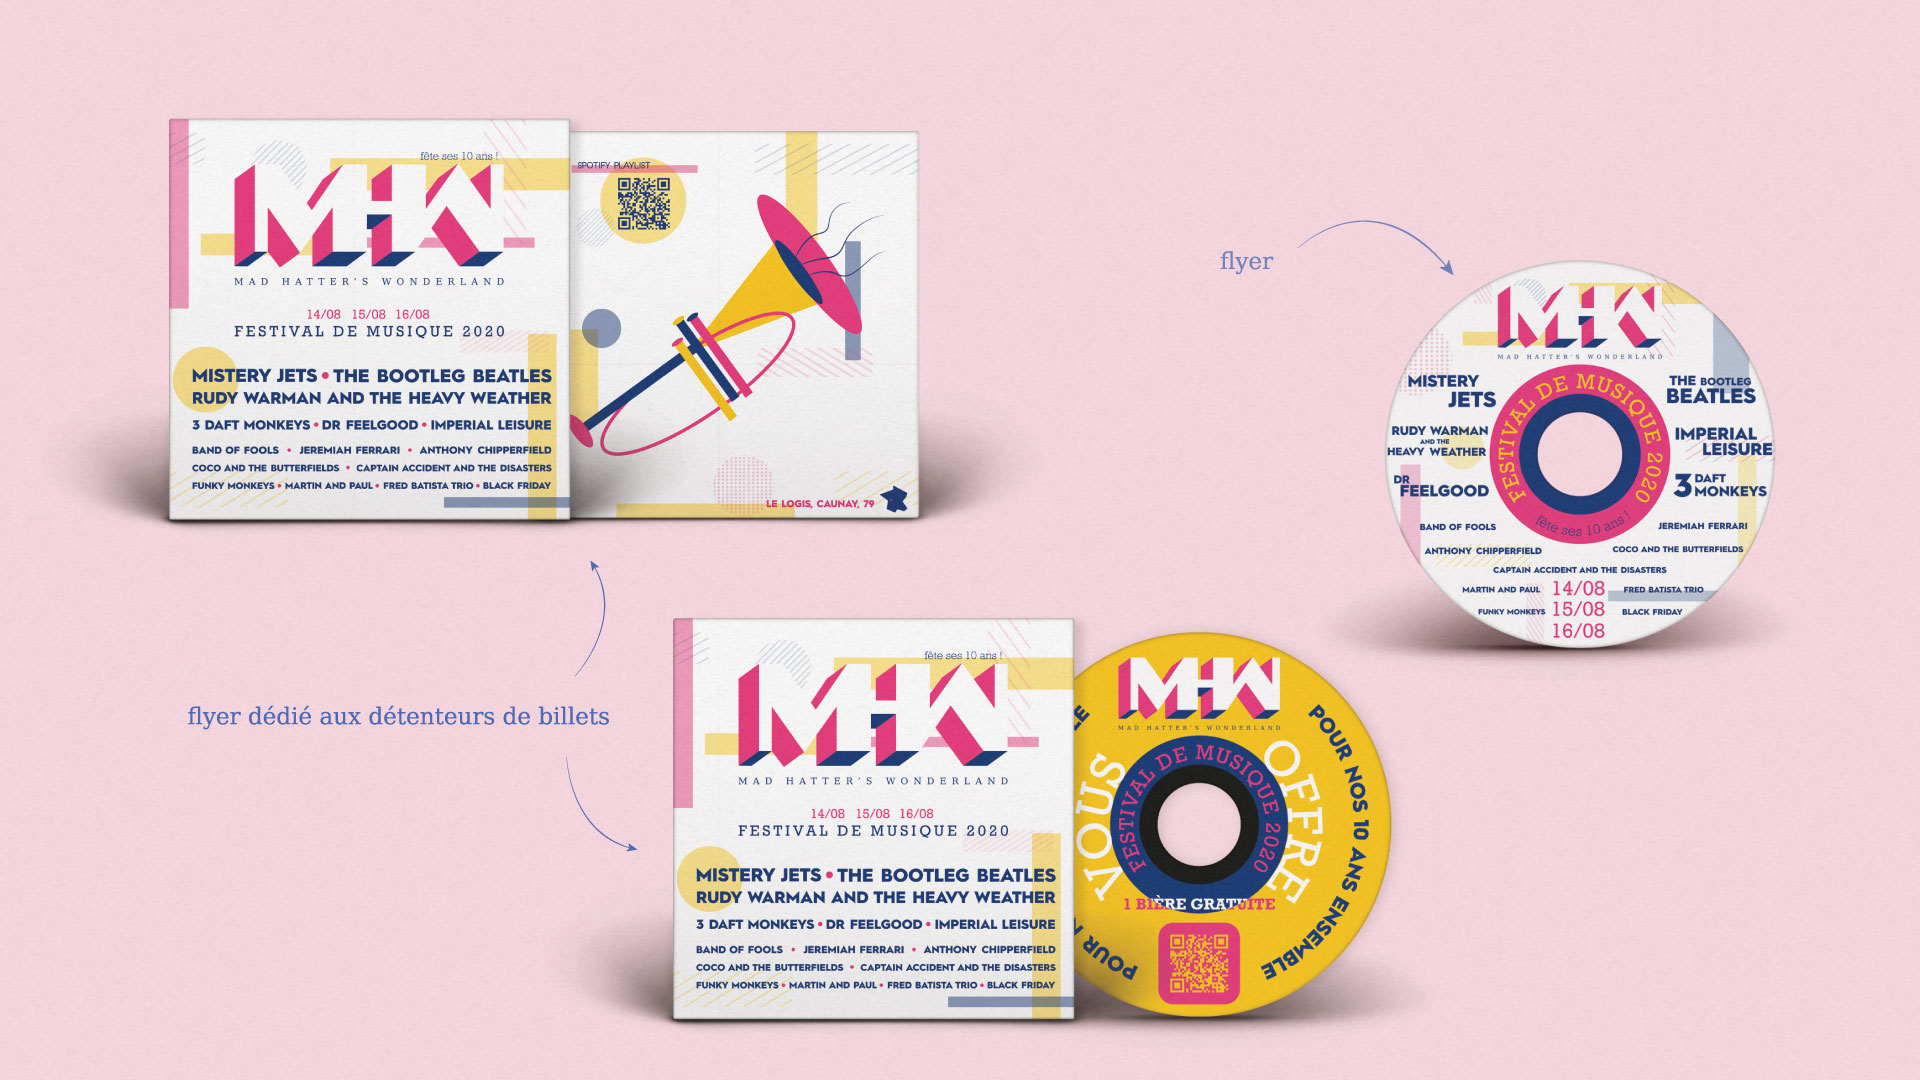 fête ses 10 ans !
MHW
MAD HATTER'S WONDERLAND
14/08 15/08 16/08
FESTIVAL DE MUSIQUE 2020
MISTERY JETS • THE BOOTLEG BEATLES
RUDY WARMAN AND THE HEAVY WEATHER
3 DAFT MONKEYS • DR FEELGOOD • IMPERIAL LEISURE
BAND OF FOOLS • JEREMIAH FERRARI • ANTHONY CHIPPERFIELD
COCO AND THE BUTTERFIELDS • CAPTAIN ACCIDENT AND THE DISASTERS
FUNKY MONKEYS • MARTIN AND PAUL • FRED BATISTA TRIO • BLACK FRIDAY
SPOTIFY PLAYLIST
LE LOGIS, CAUNAY, 79
flyer
MHW
MAD HATTER'S WONDERLAND
FESTIVAL DE MUSIQUE 2020
fête ses 10 ans !
MISTERY
JETS
THE BOOTLEG
BEATLES
RUDY WARMAN
AND THE
HEAVY WEATHER
IMPERIAL
LEISURE
DR
FEELGOOD
3 DAFT
MONKEYS
BAND OF FOOLS
JEREMIAH FERRARI
ANTHONY CHIPPERFIELD
COCO AND THE BUTTERFIELDS
CAPTAIN ACCIDENT AND THE DISASTERS
MARTIN AND PAUL 14/08 FRED BATISTA TRIO
FUNKY MONKEYS 15/08 BLACK FRIDAY
16/08
flyer dédié aux détenteurs de billets
fête ses 10 ans !
MHW
MAD HATTER'S WONDERLAND
14/08 15/08 16/08
FESTIVAL DE MUSIQUE 2020
MISTERY JETS • THE BOOTLEG BEATLES
RUDY WARMAN AND THE HEAVY WEATHER
3 DAFT MONKEYS • DR FEELGOOD • IMPERIAL LEISURE
BAND OF FOOLS • JEREMIAH FERRARI • ANTHONY CHIPPERFIELD
COCO AND THE BUTTERFIELDS • CAPTAIN ACCIDENT AND THE DISASTERS
FUNKY MONKEYS • MARTIN AND PAUL • FRED BATISTA TRIO • BLACK FRIDAY
MHW
MAD HATTER'S WONDERLAND
FESTIVAL DE MUSIQUE 2020
VOUS OFFRE
1 BIÈRE GRATUITE
POUR NOS 10 ANS ENSEMBLE
POUR